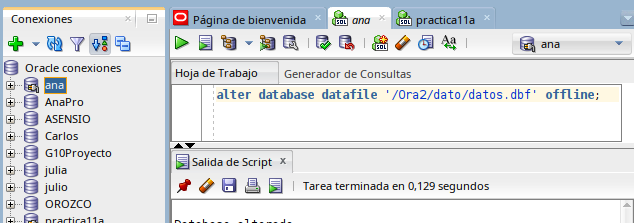 Conexiones
Página de bienvenida
ana
practica11a
ana
Oracle conexiones
ana
AnaPro
ASENSIO
Carlos
G10Proyecto
julia
julio
OROZCO
practica11a
Hoja de Trabajo
Generador de Consultas
alter database datafile '/Ora2/dato/datos.dbf' offline;
Salida de Script
Tarea terminada en 0,129 segundos
Database altered.